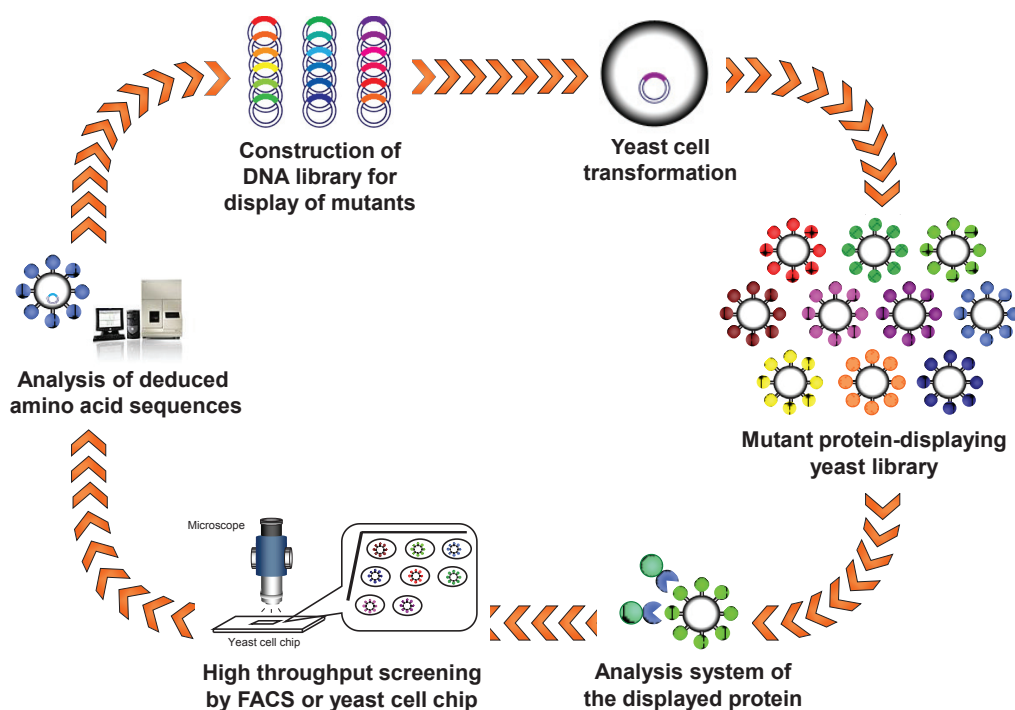 Construction of
DNA library for
display of mutants
Yeast cell
transformation
Mutant protein-displaying
yeast library
Analysis system of
the displayed protein
Microscope
Yeast cell chip
High throughput screening
by FACS or yeast cell chip
Analysis of deduced
amino acid sequences